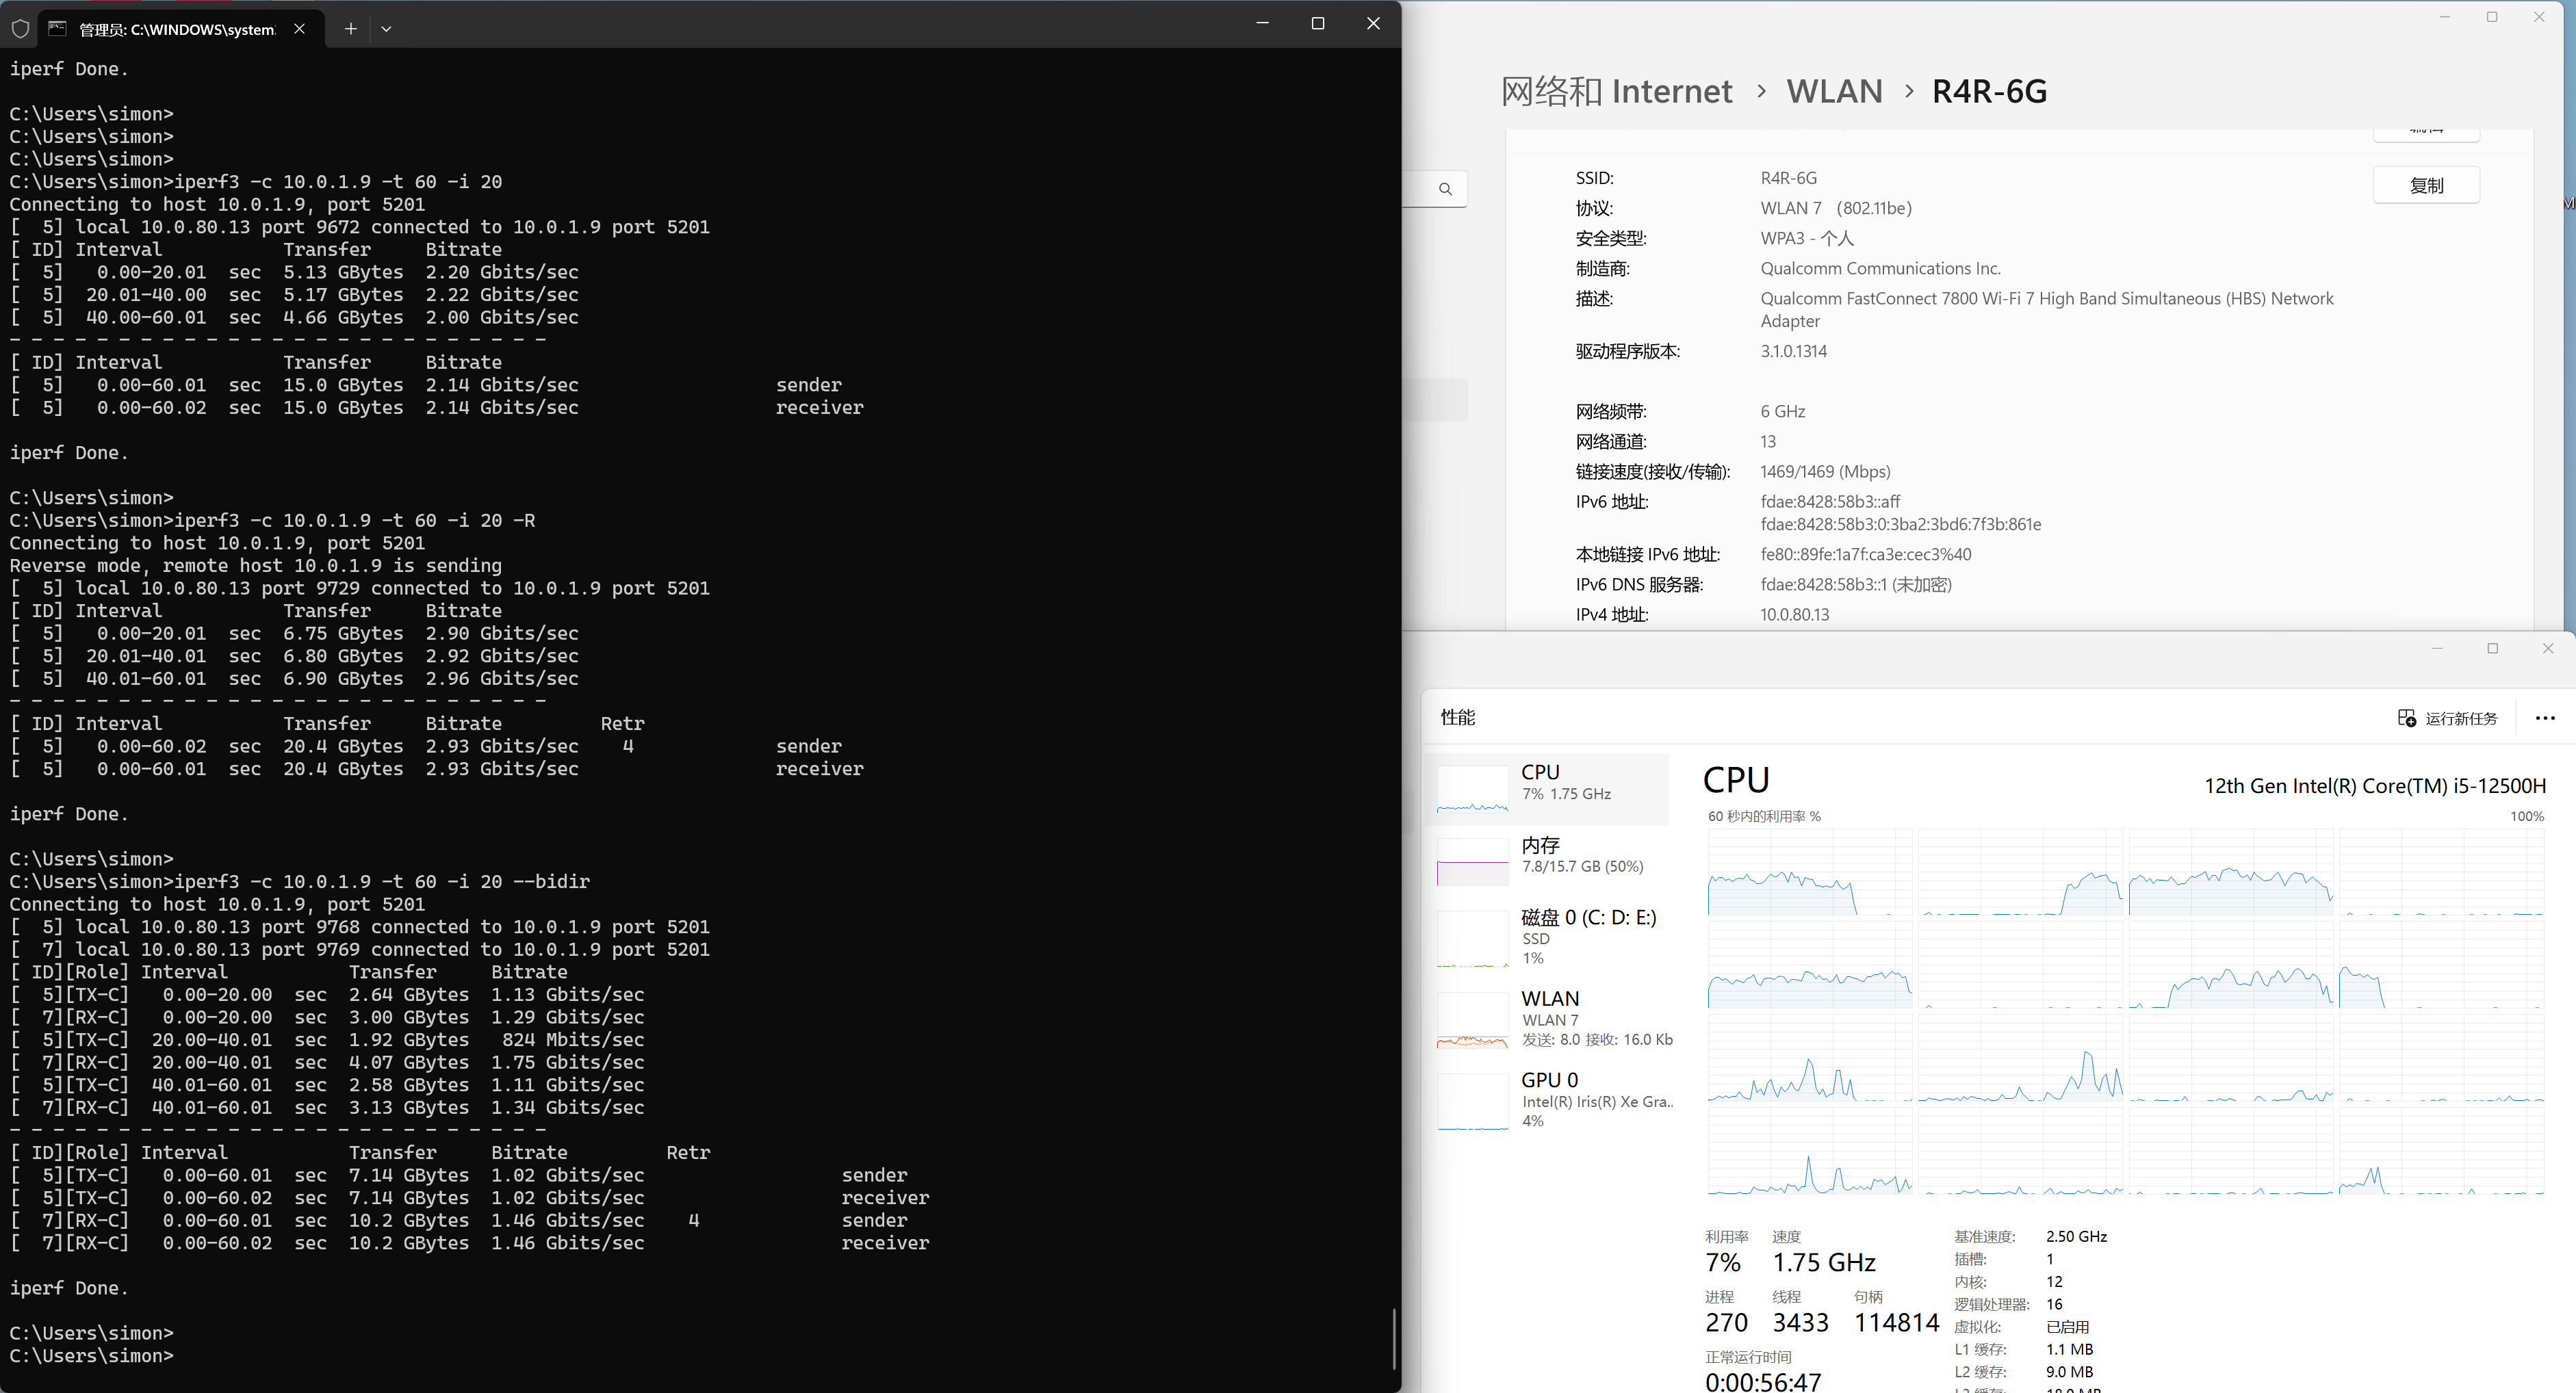 管理员: C:\WINDOWS\system
iperf Done.
C:\Users\simon>
C:\Users\simon>
C:\Users\simon>
C:\Users\simon>iperf3 -c 10.0.1.9 -t 60 -i 20
Connecting to host 10.0.1.9, port 5201
[  5] local 10.0.80.13 port 9672 connected to 10.0.1.9 port 5201
[ ID] Interval           Transfer     Bitrate
[  5]   0.00-20.01  sec  5.13 GBytes  2.20 Gbits/sec
[  5]  20.01-40.00  sec  5.17 GBytes  2.22 Gbits/sec
[  5]  40.00-60.01  sec  4.66 GBytes  2.00 Gbits/sec
- - - - - - - - - - - - - - - - - - - - - - - - -
[ ID] Interval           Transfer     Bitrate
[  5]   0.00-60.01  sec  15.0 GBytes  2.14 Gbits/sec                  sender
[  5]   0.00-60.02  sec  15.0 GBytes  2.14 Gbits/sec                  receiver
iperf Done.
C:\Users\simon>
C:\Users\simon>iperf3 -c 10.0.1.9 -t 60 -i 20 -R
Connecting to host 10.0.1.9, port 5201
Reverse mode, remote host 10.0.1.9 is sending
[  5] local 10.0.80.13 port 9729 connected to 10.0.1.9 port 5201
[ ID] Interval           Transfer     Bitrate
[  5]   0.00-20.01  sec  6.75 GBytes  2.90 Gbits/sec
[  5]  20.01-40.01  sec  6.80 GBytes  2.92 Gbits/sec
[  5]  40.01-60.01  sec  6.90 GBytes  2.96 Gbits/sec
- - - - - - - - - - - - - - - - - - - - - - - - -
[ ID] Interval           Transfer     Bitrate         Retr
[  5]   0.00-60.02  sec  20.4 GBytes  2.93 Gbits/sec    4             sender
[  5]   0.00-60.01  sec  20.4 GBytes  2.93 Gbits/sec                  receiver
iperf Done.
C:\Users\simon>
C:\Users\simon>iperf3 -c 10.0.1.9 -t 60 -i 20 --bidir
Connecting to host 10.0.1.9, port 5201
[  5] local 10.0.80.13 port 9768 connected to 10.0.1.9 port 5201
[  7] local 10.0.80.13 port 9769 connected to 10.0.1.9 port 5201
[ ID][Role] Interval           Transfer     Bitrate
[  5][TX-C]   0.00-20.00  sec  2.64 GBytes  1.13 Gbits/sec
[  7][RX-C]   0.00-20.00  sec  3.00 GBytes  1.29 Gbits/sec
[  5][TX-C]  20.00-40.01  sec  1.92 GBytes   824 Mbits/sec
[  7][RX-C]  20.00-40.01  sec  4.07 GBytes  1.75 Gbits/sec
[  5][TX-C]  40.01-60.01  sec  2.58 GBytes  1.11 Gbits/sec
[  7][RX-C]  40.01-60.01  sec  3.13 GBytes  1.34 Gbits/sec
- - - - - - - - - - - - - - - - - - - - - - - - -
[ ID][Role] Interval           Transfer     Bitrate         Retr
[  5][TX-C]   0.00-60.01  sec  7.14 GBytes  1.02 Gbits/sec                  sender
[  5][TX-C]   0.00-60.02  sec  7.14 GBytes  1.02 Gbits/sec                  receiver
[  7][RX-C]   0.00-60.01  sec  10.2 GBytes  1.46 Gbits/sec    4             sender
[  7][RX-C]   0.00-60.02  sec  10.2 GBytes  1.46 Gbits/sec                  receiver
iperf Done.
C:\Users\simon>
C:\Users\simon>
网络和 Internet > WLAN > R4R-6G
复制
SSID: R4R-6G
协议: WLAN 7 （802.11be）
安全类型: WPA3 - 个人
制造商: Qualcomm Communications Inc.
描述: Qualcomm FastConnect 7800 Wi-Fi 7 High Band Simultaneous (HBS) Network
Adapter
驱动程序版本: 3.1.0.1314
网络频带: 6 GHz
网络通道: 13
链接速度(接收/传输): 1469/1469 (Mbps)
IPv6 地址: fdae:8428:58b3::aff
fdae:8428:58b3:0:3ba2:3bd6:7f3b:861e
本地链接 IPv6 地址: fe80::89fe:1a7f:ca3e:cec3%40
IPv6 DNS 服务器: fdae:8428:58b3::1 (未加密)
IPv4 地址: 10.0.80.13
性能
运行新任务
CPU
7% 1.75 GHz
内存
7.8/15.7 GB (50%)
磁盘 0 (C: D: E:)
SSD
1%
WLAN
WLAN 7
发送: 8.0 接收: 16.0 Kb
GPU 0
Intel(R) Iris(R) Xe Gra..
4%
CPU
12th Gen Intel(R) Core(TM) i5-12500H
60 秒内的利用率 %
100%
利用率 速度
7% 1.75 GHz
进程 线程 句柄
270 3433 114814
正常运行时间
0:00:56:47
基准速度: 2.50 GHz
插槽: 1
内核: 12
逻辑处理器: 16
虚拟化: 已启用
L1 缓存: 1.1 MB
L2 缓存: 9.0 MB